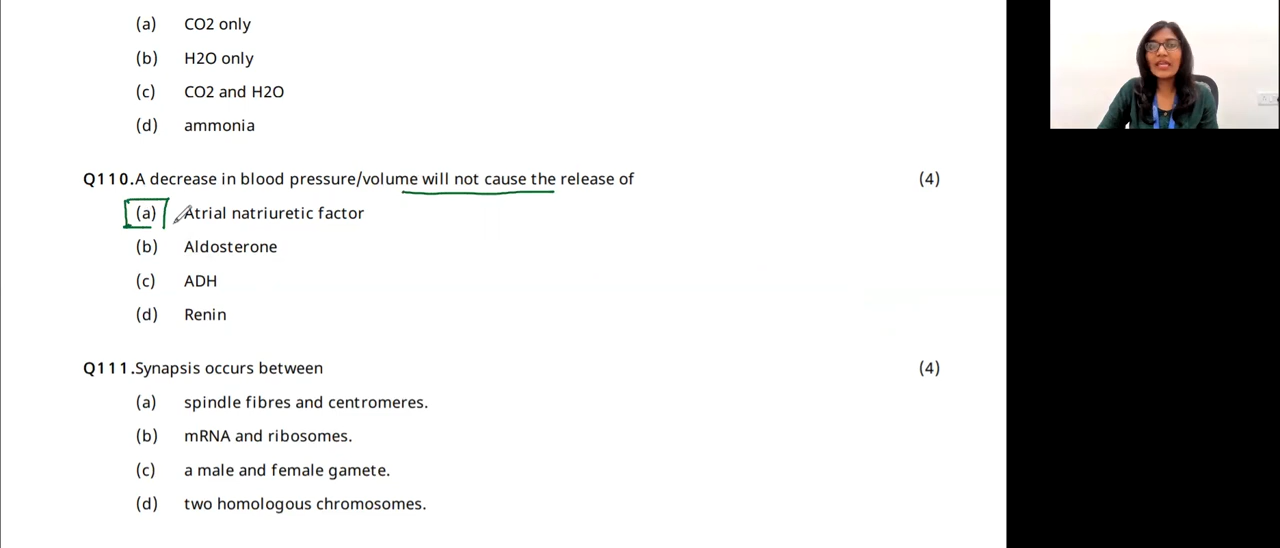 (a) CO2 only
(b) H2O only
(c) CO2 and H2O
(d) ammonia
Q110.A decrease in blood pressure/volume will not cause the release of (4)
(a) Atrial natriuretic factor
(b) Aldosterone
(c) ADH
(d) Renin
Q111.Synapsis occurs between (4)
(a) spindle fibres and centromeres.
(b) mRNA and ribosomes.
(c) a male and female gamete.
(d) two homologous chromosomes.